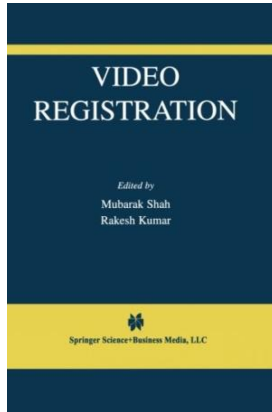 VIDEO
REGISTRATION
Edited by
Mubarak Shah
Rakesh Kumar
Springer Science+Business Media, LLC